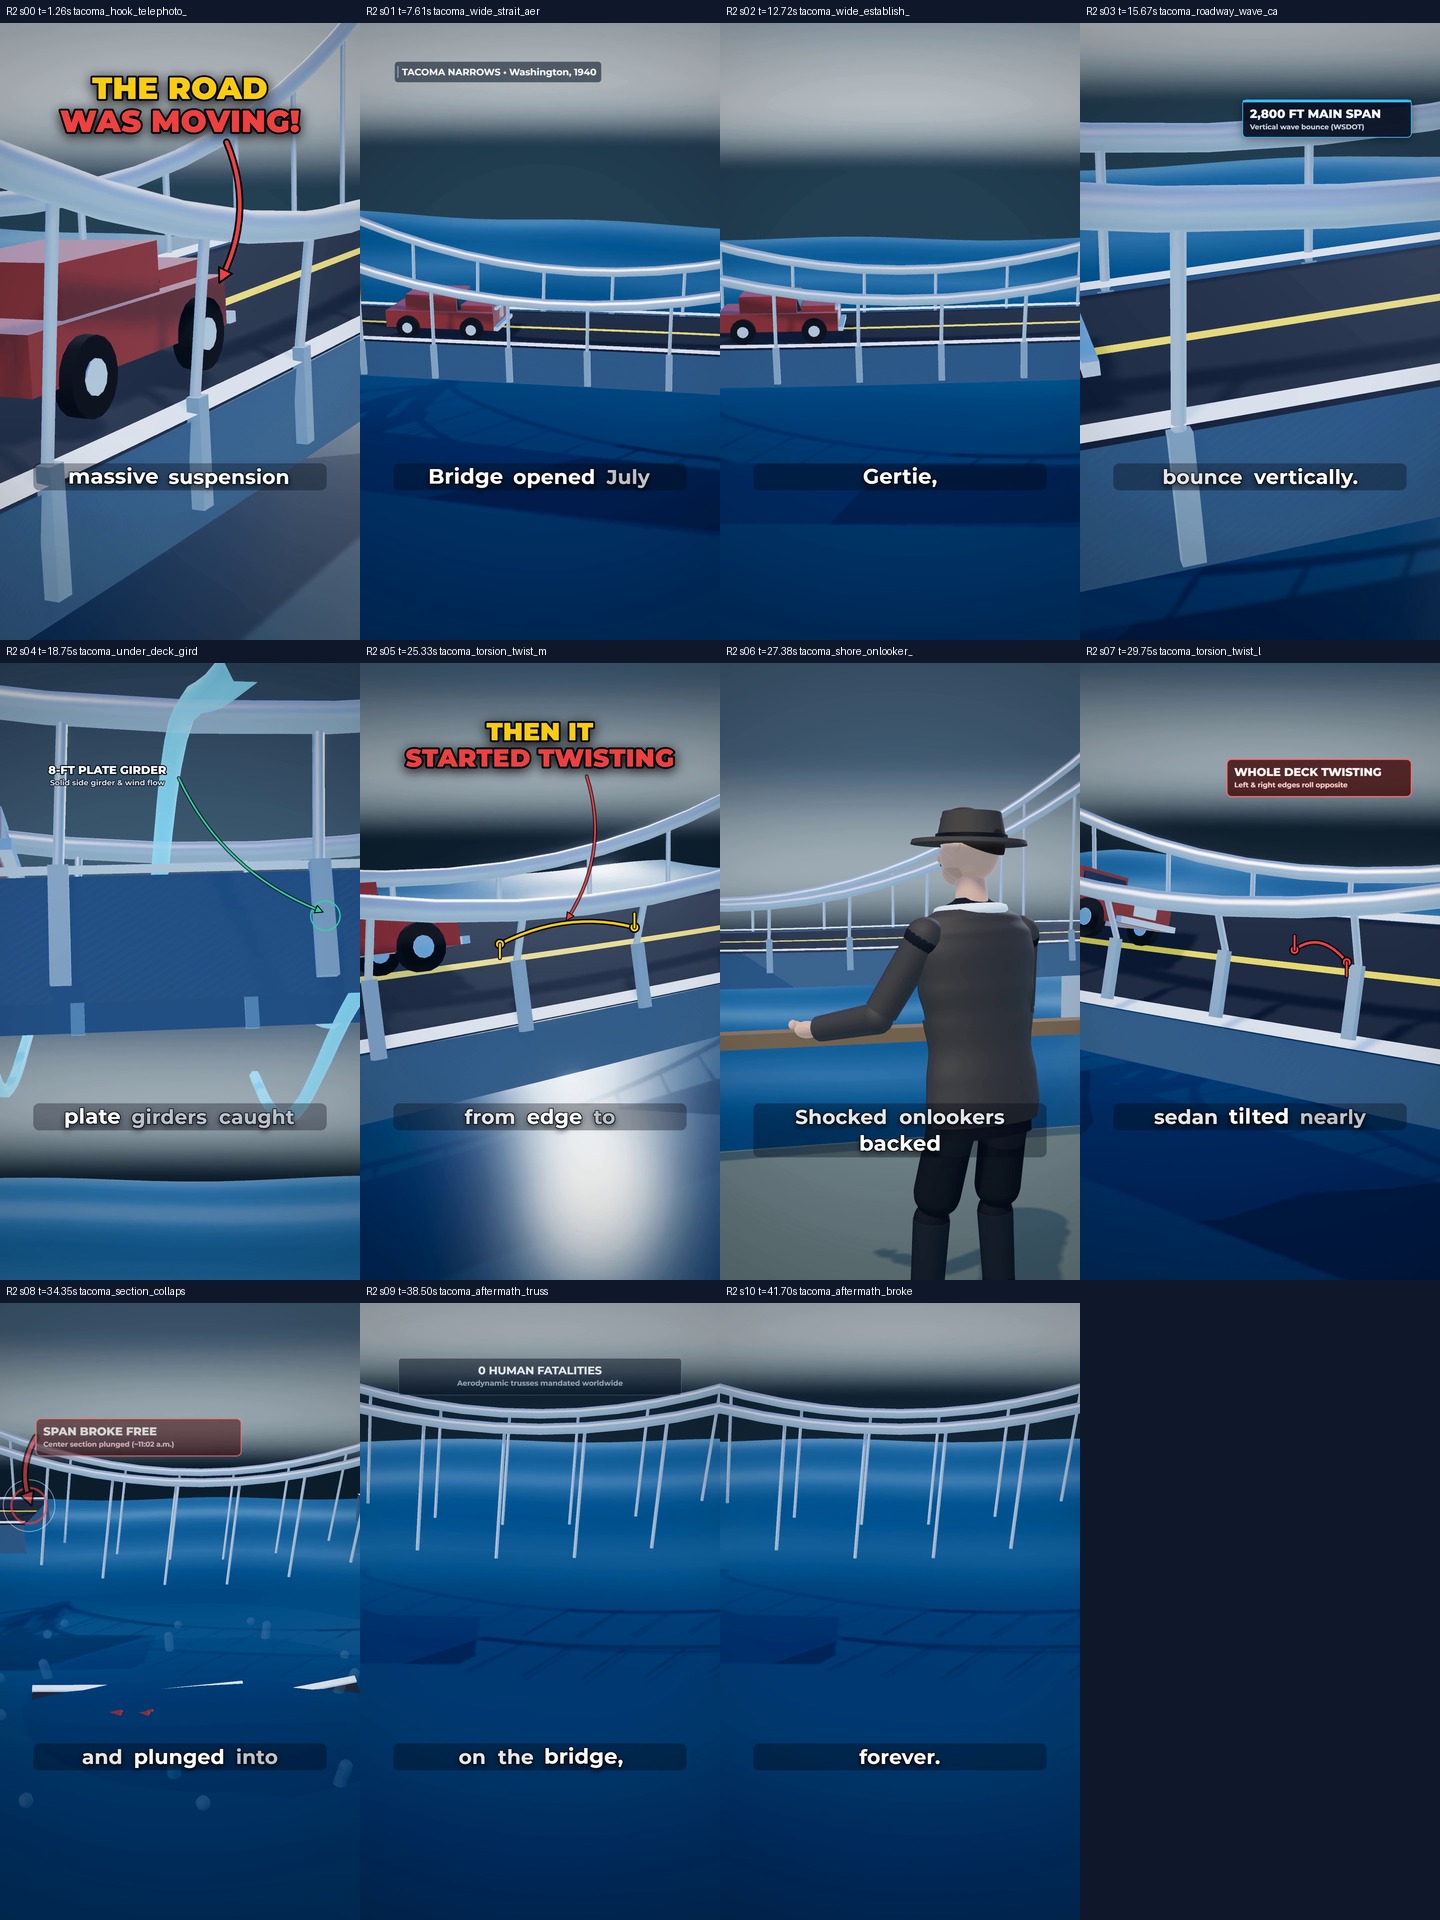 R2 s00 t=1.26s tacoma_hook_telephoto_
THE ROAD
WAS MOVING!
massive suspension
R2 s01 t=7.61s tacoma_wide_strait_aer
TACOMA NARROWS • Washington, 1940
Bridge opened July
R2 s02 t=12.72s tacoma_wide_establish_
Gertie,
R2 s03 t=15.67s tacoma_roadway_wave_ca
2,800 FT MAIN SPAN
Vertical wave bounce (WSDOT)
bounce vertically.
R2 s04 t=18.75s tacoma_under_deck_gird
8-FT PLATE GIRDER
Solid side girder & wind flow
plate girders caught
R2 s05 t=25.33s tacoma_torsion_twist_m
THEN IT
STARTED TWISTING
from edge to
R2 s06 t=27.38s tacoma_shore_onlooker_
Shocked onlookers
backed
R2 s07 t=29.75s tacoma_torsion_twist_l
WHOLE DECK TWISTING
Left & right edges roll opposite
sedan tilted nearly
R2 s08 t=34.35s tacoma_section_collaps
SPAN BROKE FREE
Center section plunged (~11:02 a.m.)
and plunged into
R2 s09 t=38.50s tacoma_aftermath_truss
0 HUMAN FATALITIES
Aerodynamic trusses mandated worldwide
on the bridge,
R2 s10 t=41.70s tacoma_aftermath_broke
forever.